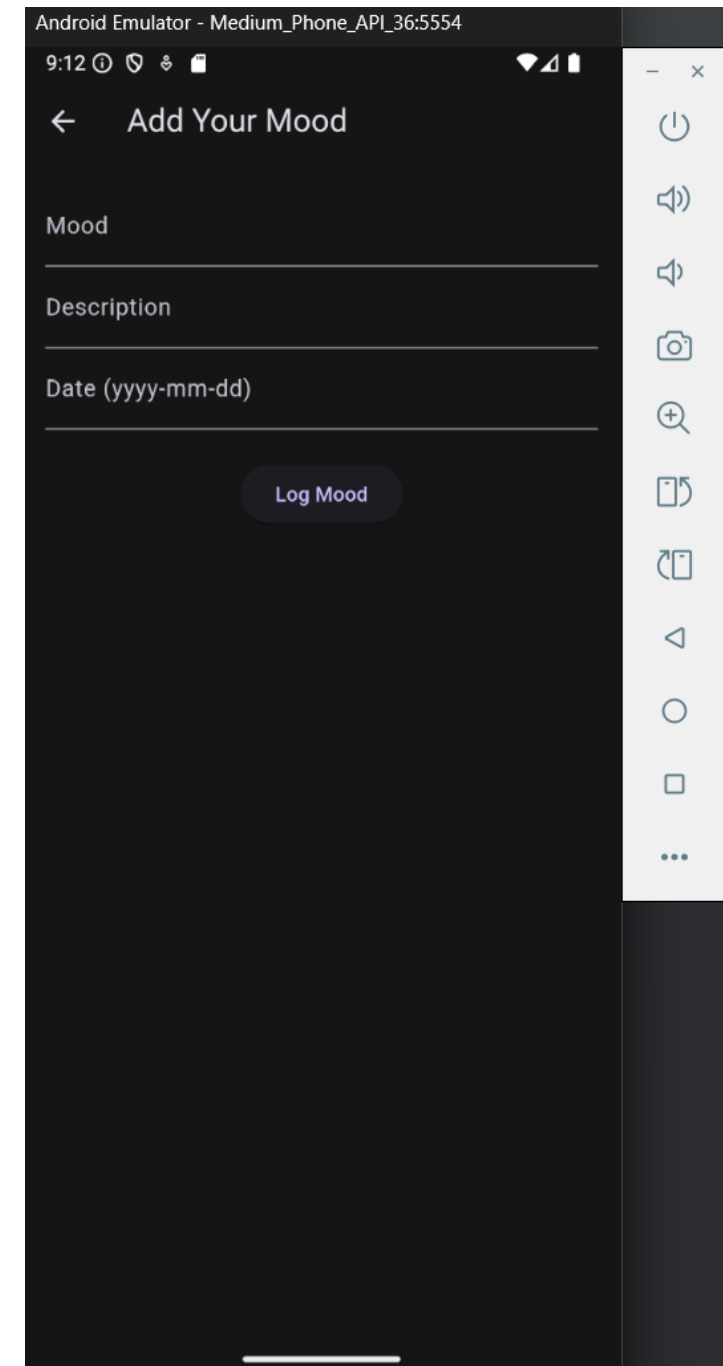 Android Emulator - Medium_Phone_API_36:5554
9:12
Add Your Mood
Mood
Description
Date (yyyy-mm-dd)
Log Mood